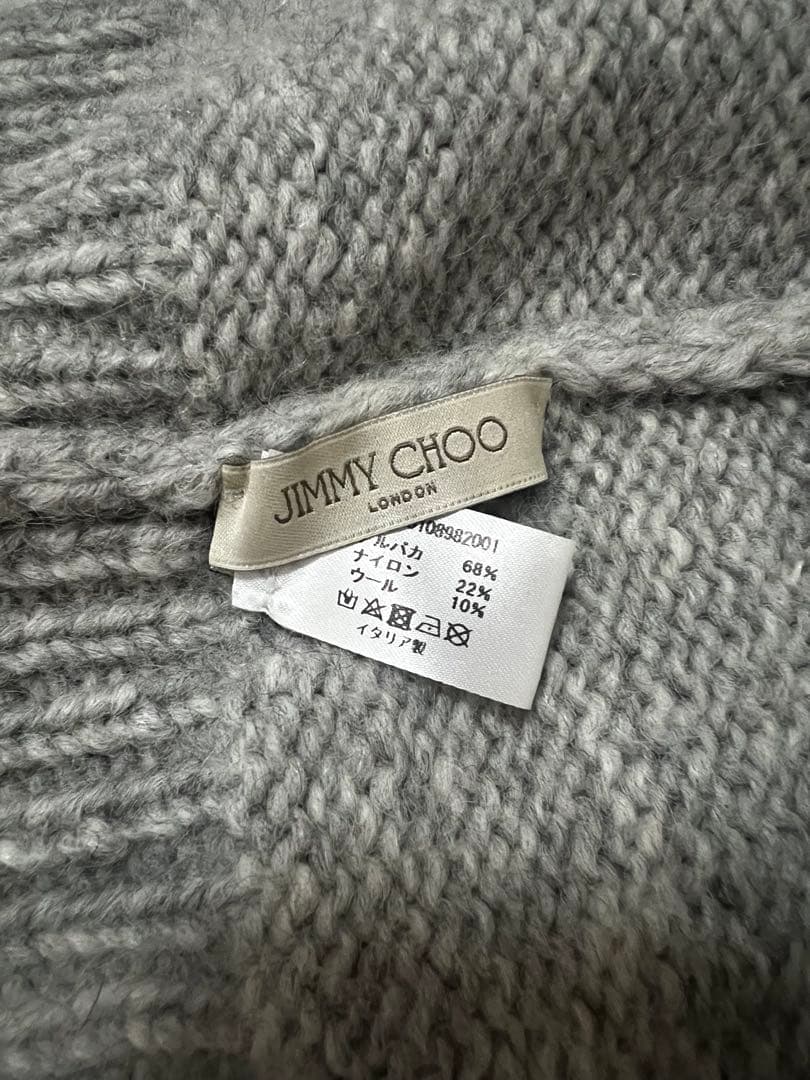 JIMMY CHOO
LONDON
108982001
ルパカ 68%
ナイロン 22%
ウール 10%
イタリア製